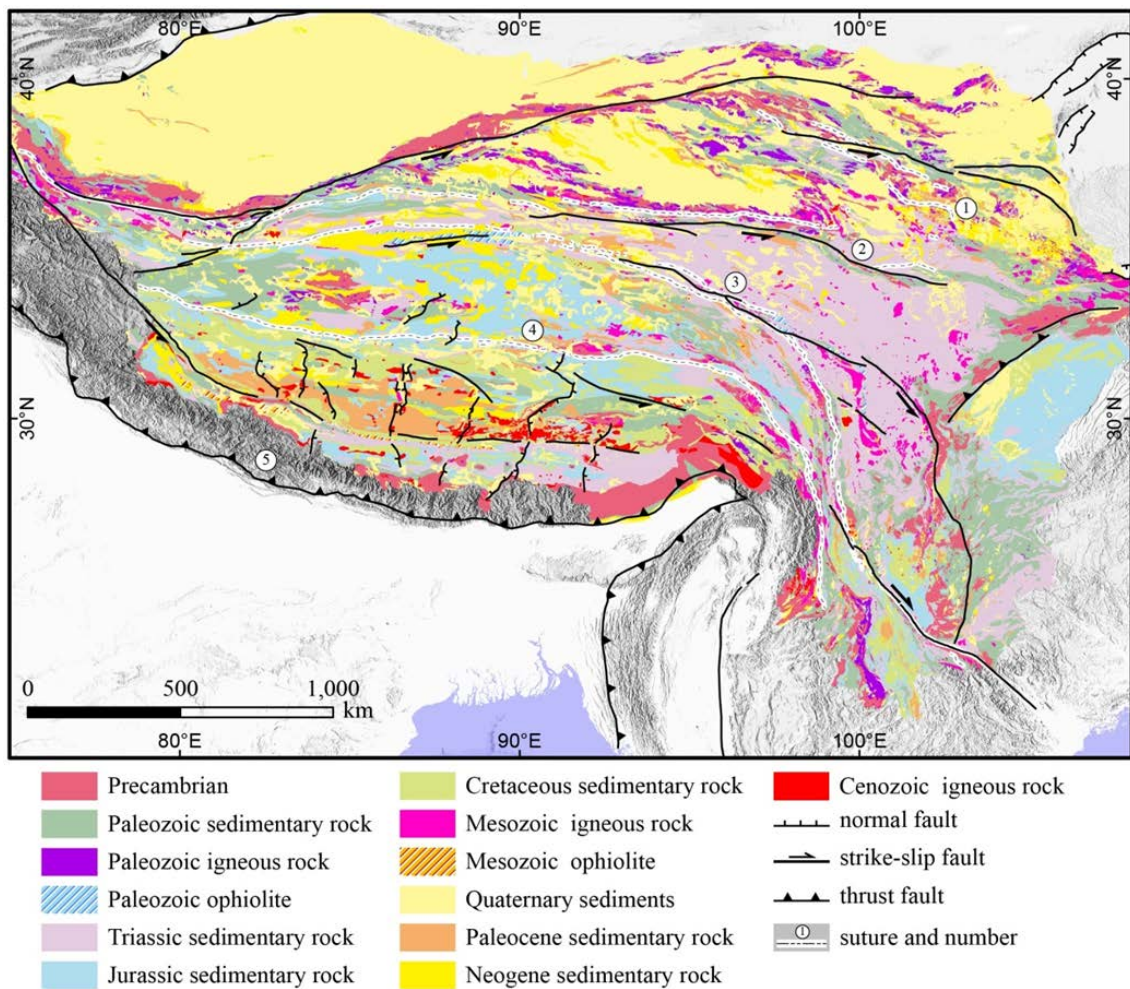 80°E 90°E 100°E
40°N 40°N
①
②
③
④
30°N 30°N
⑤
0 500 1,000
km
80°E 90°E 100°E
Precambrian
Paleozoic sedimentary rock
Paleozoic igneous rock
Paleozoic ophiolite
Triassic sedimentary rock
Jurassic sedimentary rock
Cretaceous sedimentary rock
Mesozoic igneous rock
Mesozoic ophiolite
Quaternary sediments
Paleocene sedimentary rock
Neogene sedimentary rock
Cenozoic igneous rock
normal fault
strike-slip fault
thrust fault
① suture and number